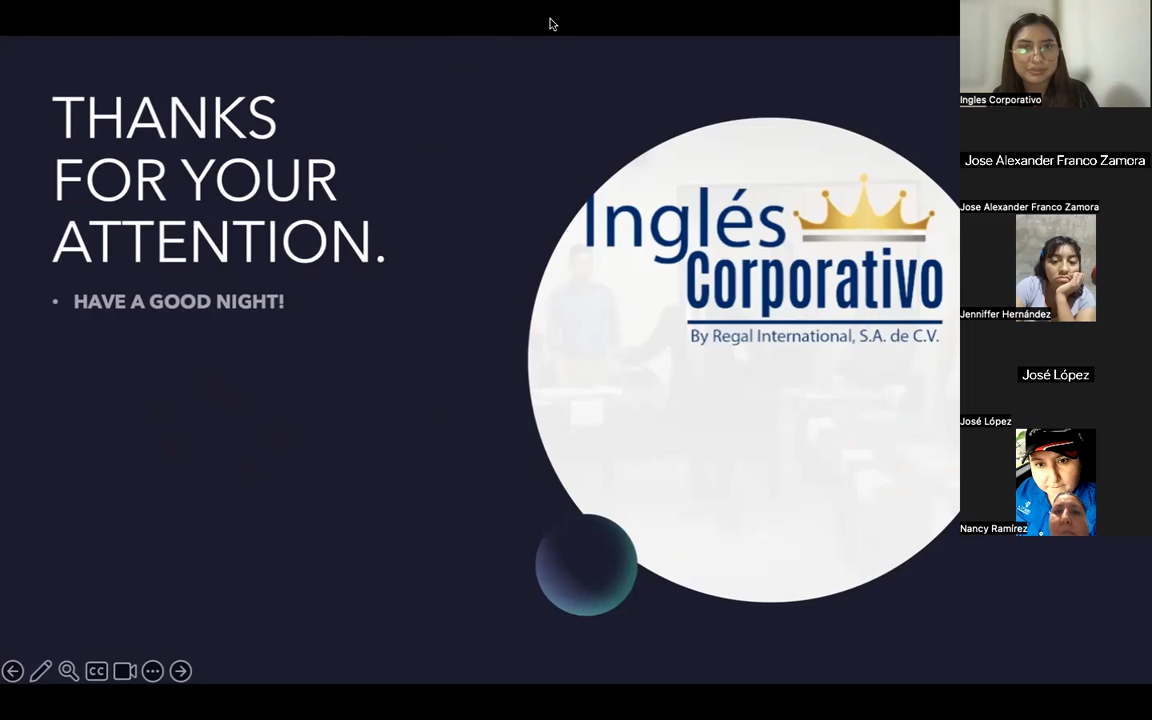 THANKS
FOR YOUR
ATTENTION.
• HAVE A GOOD NIGHT!
Inglés
Corporativo
By Regal International, S.A. de C.V.
Ingles Corporativo
Jose Alexander Franco Zamora
Jose Alexander Franco Zamora
Jenniffer Hernández
José López
José López
Nancy Ramírez
CC